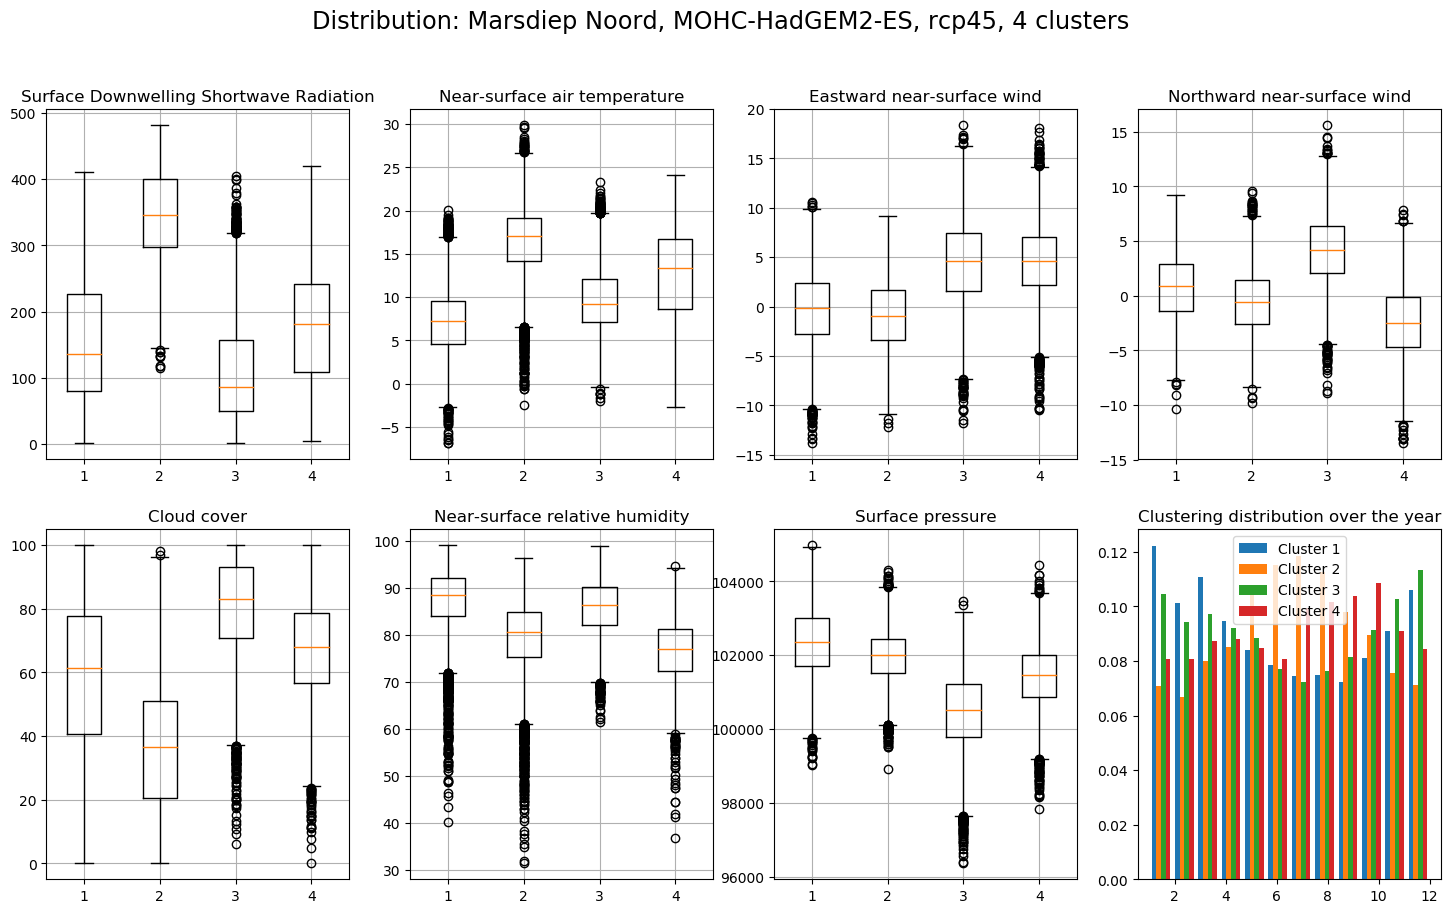 Distribution: Marsdiep Noord, MOHC-HadGEM2-ES, rcp45, 4 clusters
Surface Downwelling Shortwave Radiation
500
400
300
200
100
0
1 2 3 4
Near-surface air temperature
30
25
20
15
10
5
0
−5
1 2 3 4
Eastward near-surface wind
20
15
10
5
0
−5
−10
−15
1 2 3 4
Northward near-surface wind
15
10
5
0
−5
−10
−15
1 2 3 4
Cloud cover
100
80
60
40
20
0
1 2 3 4
Near-surface relative humidity
100
90
80
70
60
50
40
30
1 2 3 4
Surface pressure
104000
102000
100000
98000
96000
1 2 3 4
Clustering distribution over the year
Cluster 1
Cluster 2
Cluster 3
Cluster 4
0.12
0.10
0.08
0.06
0.04
0.02
0.00
2 4 6 8 10 12